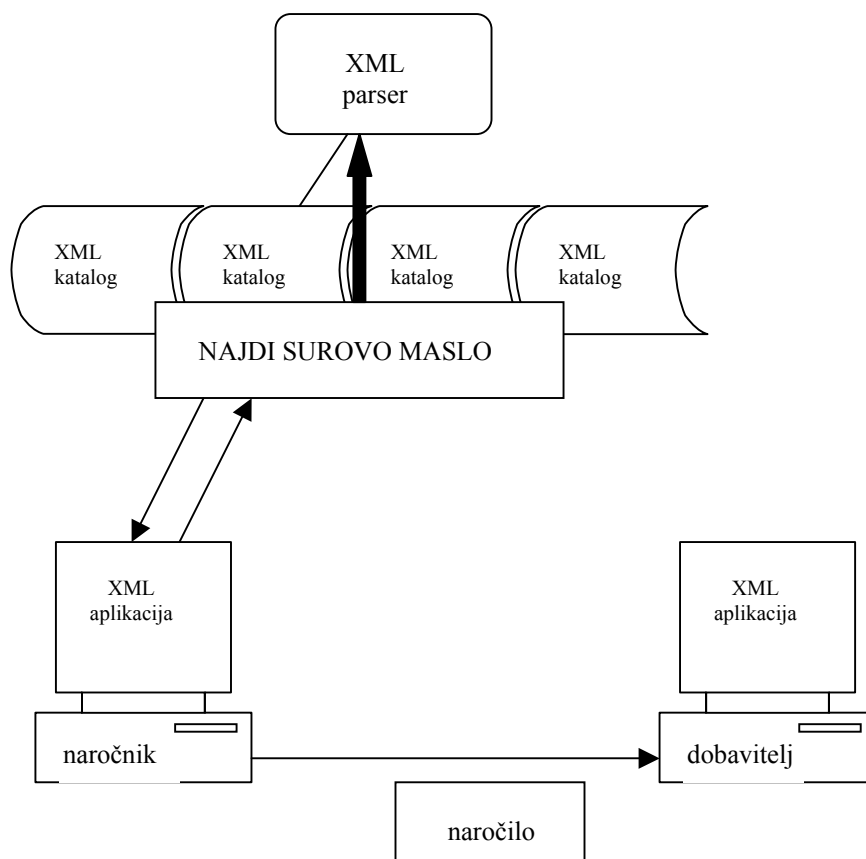 XML
parser
XML
katalog
XML
katalog
XML
katalog
XML
katalog
NAJDI SUROVO MASLO
XML
aplikacija
XML
aplikacija
naročnik
dobavitelj
naročilo